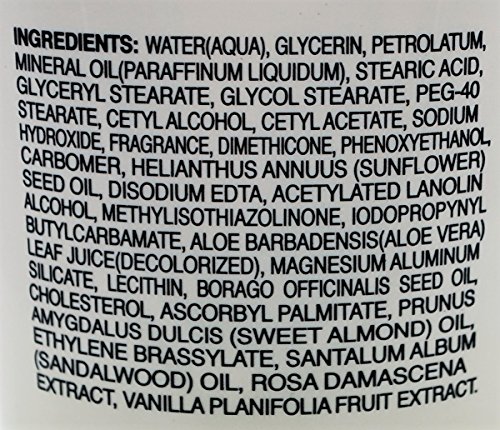 INGREDIENTS: WATER(AQUA), GLYCERIN, PETROLATUM,
MINERAL OIL(PARAFFINUM LIQUIDUM), STEARIC ACID,
GLYCERYL STEARATE, GLYCOL STEARATE, PEG-40
STEARATE, CETYL ALCOHOL, CETYL ACETATE, SODIUM
HYDROXIDE, FRAGRANCE, DIMETHICONE, PHENOXYETHANOL,
CARBOMER, HELIANTHUS ANNUUS (SUNFLOWER)
SEED OIL, DISODIUM EDTA, ACETYLATED LANOLIN
ALCOHOL, METHYLISOTHIAZOLINONE, IODOPROPYNYL
BUTYLCARBAMATE, ALOE BARBADENSIS(ALOE VERA)
LEAF JUICE(DECOLORIZED), MAGNESIUM ALUMINUM
SILICATE, LECITHIN, BORAGO OFFICINALIS SEED OIL,
CHOLESTEROL, ASCORBYL PALMITATE, PRUNUS
AMYGDALUS DULCIS (SWEET ALMOND) OIL,
ETHYLENE BRASSYLATE, SANTALUM ALBUM
(SANDALWOOD) OIL, ROSA DAMASCENA
EXTRACT, VANILLA PLANIFOLIA FRUIT EXTRACT.